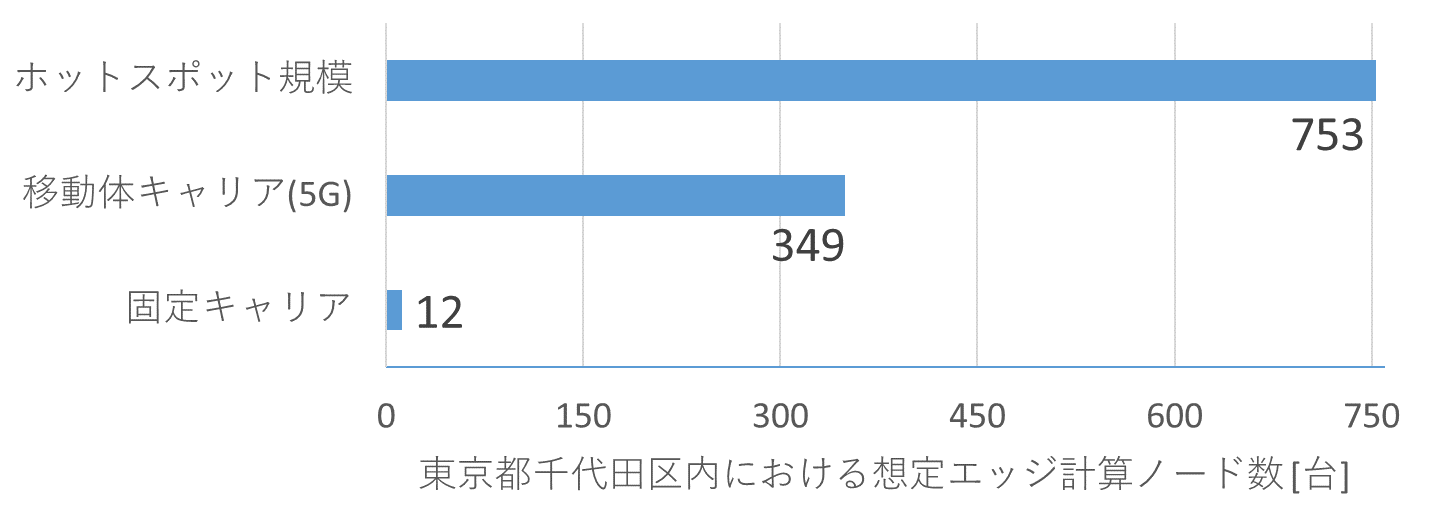 ホットスポット規模
753
移動体キャリア(5G)
349
固定キャリア
12
0 150 300 450 600 750
東京都千代田区内における想定エッジ計算ノード数[台]